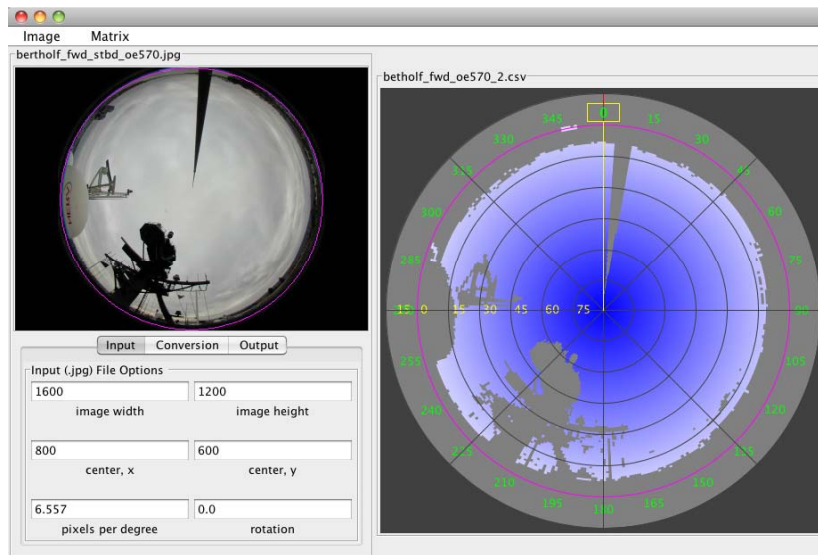 Image Matrix
bertholf_fwd_stbd_oe570.jpg
betholf_fwd_oe570_2.csv
Input Conversion Output
Input (.jpg) File Options
1600 1200
image width image height
800 600
center, x center, y
6.557 0.0
pixels per degree rotation
0
15
30
45
60
75
105
120
135
150
165
180
195
210
225
240
255
285
300
315
330
345
15 0 15 30 45 60 75